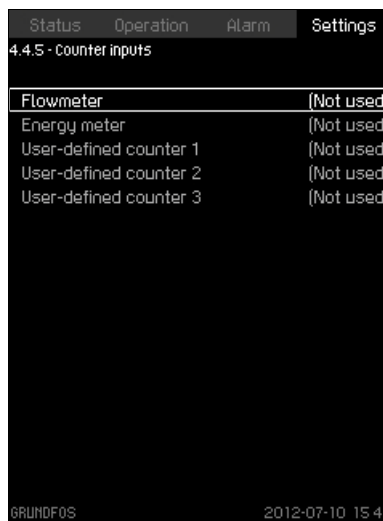 Status Operation Alarm Settings
4.4.5 - Counter inputs
Flowmeter (Not used
Energy meter (Not used
User-defined counter 1 (Not used
User-defined counter 2 (Not used
User-defined counter 3 (Not used
GRUNDFOS 2012-07-10 15 4